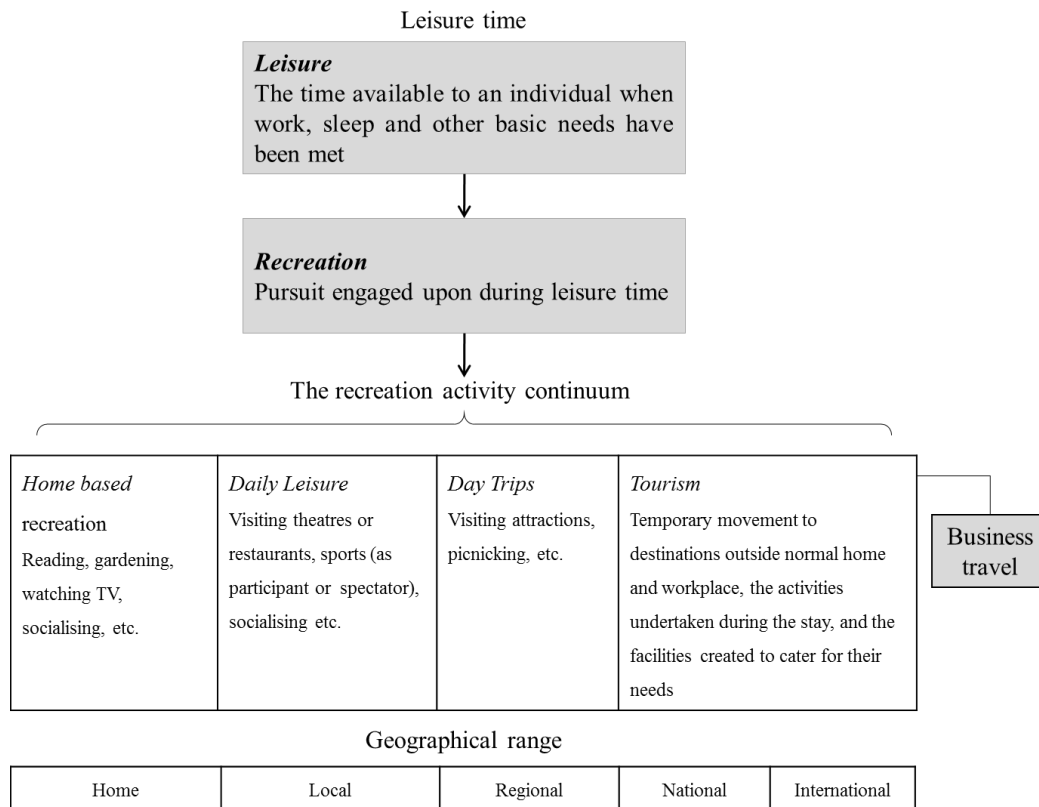 Leisure time
Leisure
The time available to an individual when
work, sleep and other basic needs have
been met
Recreation
Pursuit engaged upon during leisure time
The recreation activity continuum
Home based
recreation
Reading, gardening,
watching TV,
socialising, etc.
Daily Leisure
Visiting theatres or
restaurants, sports (as
participant or spectator),
socialising etc.
Day Trips
Visiting attractions,
picnicking, etc.
Tourism
Temporary movement to
destinations outside normal home
and workplace, the activities
undertaken during the stay, and the
facilities created to cater for their
needs
Business
travel
Geographical range
Home
Local
Regional
National
International